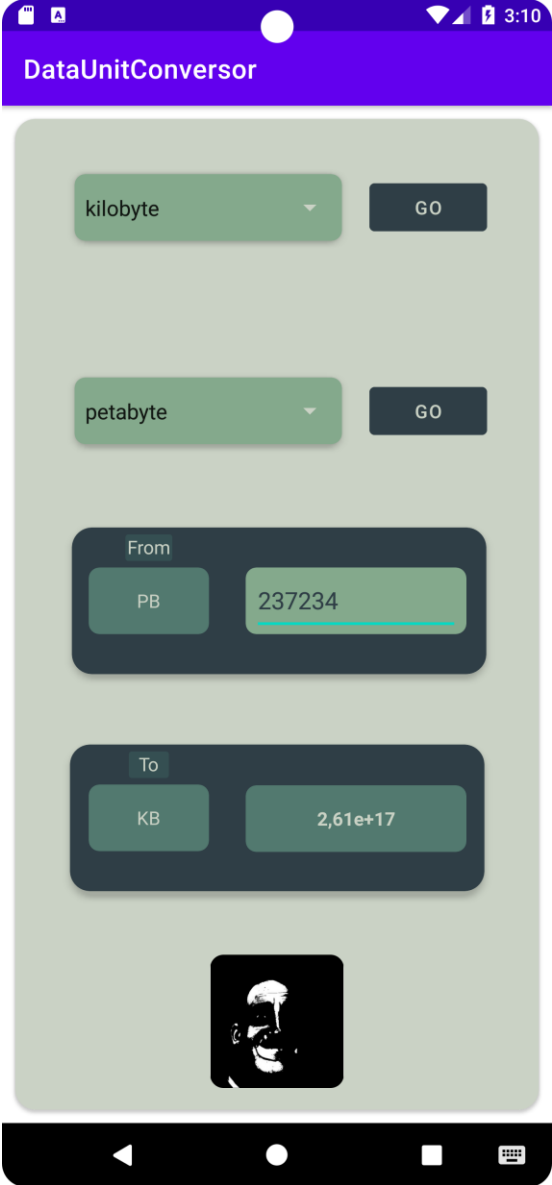 3:10
DataUnitConversor
kilobyte
GO
petabyte
GO
From
PB
237234
To
KB
2,61e+17